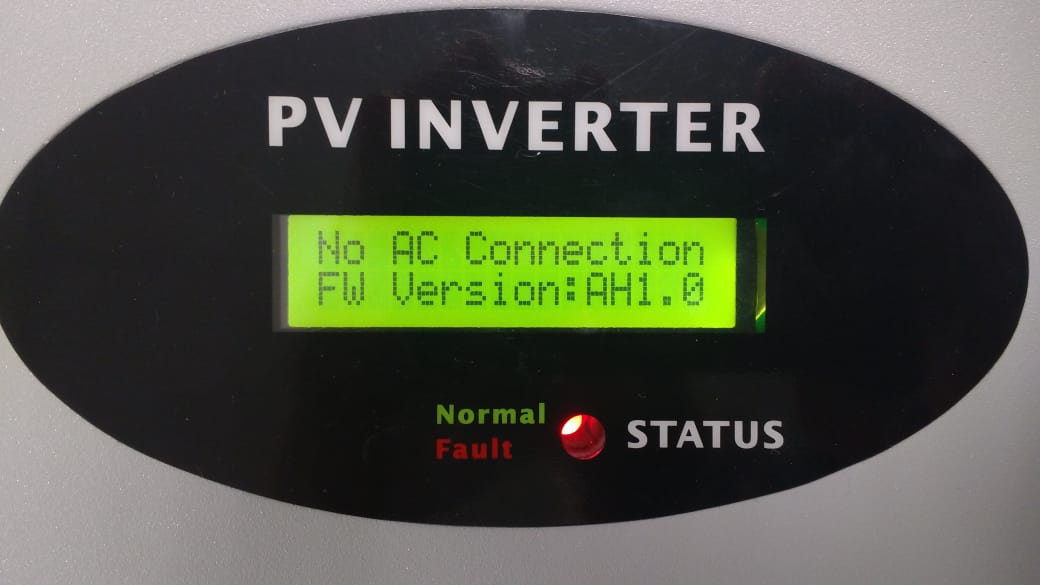 PV INVERTER
No AC Connection
FW Version:AH1.0
Normal
Fault
STATUS